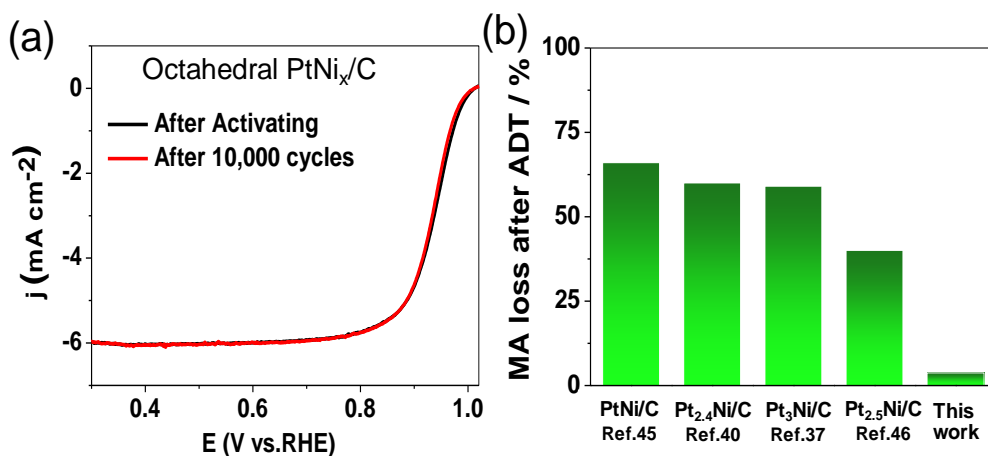 (a)
Octahedral PtNiₓ/C
After Activating
After 10,000 cycles
j (mA cm⁻²)
0
-2
-4
-6
0.4 0.6 0.8 1.0
E (V vs.RHE)
(b)
MA loss after ADT / %
100
75
50
25
0
PtNi/C Pt₂.₄Ni/C Pt₃Ni/C Pt₂.₅Ni/C This
Ref.45 Ref.40 Ref.37 Ref.46 work